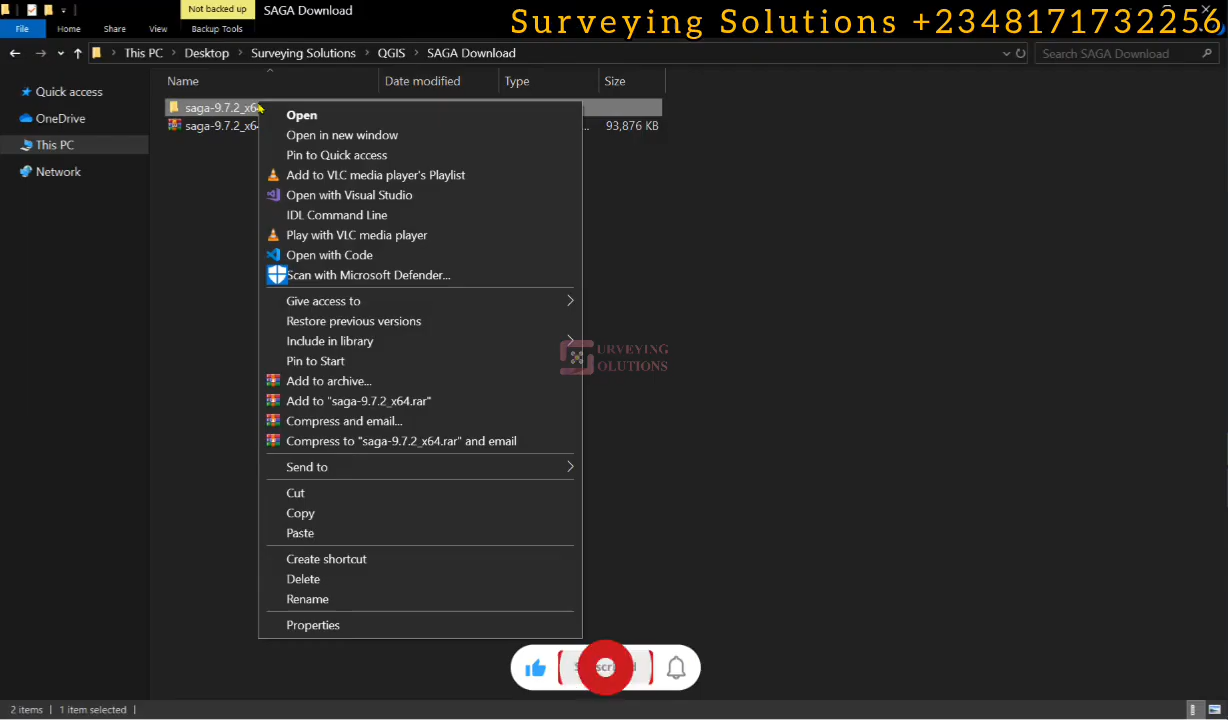 Not backed up
SAGA Download
Surveying Solutions +2348171732256
File
Home
Share
View
Backup Tools
This PC
Desktop
Surveying Solutions
QGIS
SAGA Download
Search SAGA Download
Name
Date modified
Type
Size
Quick access
OneDrive
This PC
Network
saga-9.7.2_x64
saga-9.7.2_x64
93,876 KB
Open
Open in new window
Pin to Quick access
Add to VLC media player's Playlist
Open with Visual Studio
IDL Command Line
Play with VLC media player
Open with Code
Scan with Microsoft Defender...
Give access to
Restore previous versions
Include in library
Pin to Start
Add to archive...
Add to "saga-9.7.2_x64.rar"
Compress and email...
Compress to "saga-9.7.2_x64.rar" and email
Send to
Cut
Copy
Paste
Create shortcut
Delete
Rename
Properties
URVEYING
OLUTIONS
2 items
1 item selected